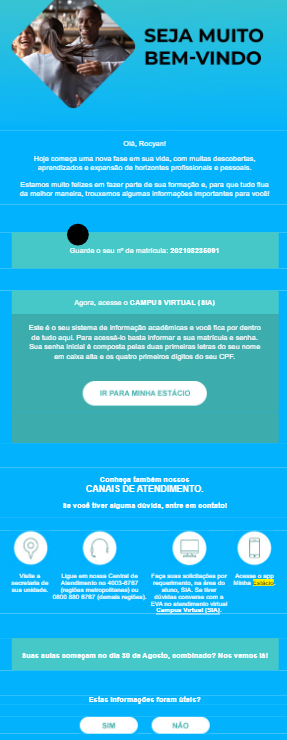 SEJA MUITO
BEM-VINDO
Olá, Rocyan!
Hoje começa uma nova fase em sua vida, com muitas descobertas,
aprendizados e expansão de horizontes profissionais e pessoais.
Estamos muito felizes em fazer parte de sua formação e, para que tudo flua
da melhor maneira, trouxemos algumas informações importantes para você!
Guarde o seu nº de matrícula: 202108235091
Agora, acesse o CAMPUS VIRTUAL (SIA)
Este é o seu sistema de informação acadêmicas e você fica por dentro
de tudo aqui. Para acessá-lo basta informar a sua matrícula e senha.
Sua senha inicial é composta pelas duas primeiras letras do seu nome
em caixa alta e os quatro primeiros dígitos do seu CPF.
IR PARA MINHA ESTÁCIO
Conheça também nossos
CANAIS DE ATENDIMENTO.
Se você tiver alguma dúvida, entre em contato!
Visite a
secretaria de
sua unidade.
Ligue em nossa Central de
Atendimento no 4003-6767
(regiões metropolitanas) ou
0800 880 6767 (demais regiões).
Faça suas solicitações por
requerimento, na área do
aluno, SIA. Se tirer
dúvidas converse com a
EVA no atendimento virtual
Campus Virtual (SIA).
Acesse o app
Minha Estácio.
Suas aulas começam no dia 30 de Agosto, combinado? Nos vemos lá!
Estas informações foram úteis?
SIM
NÃO